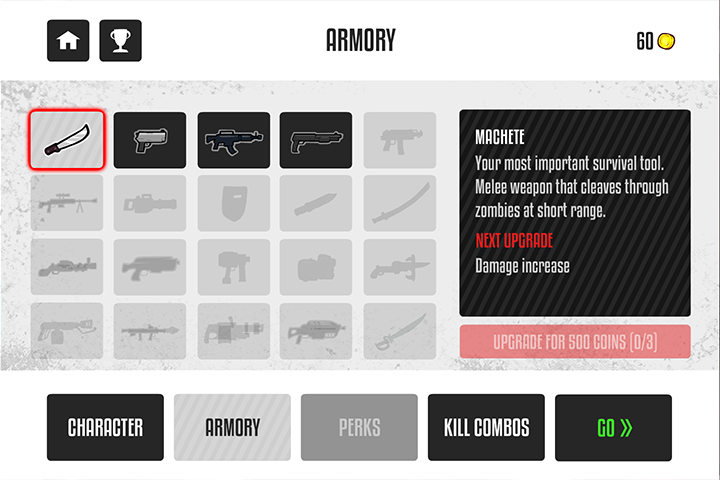 ARMORY
60
MACHETE
Your most important survival tool.
Melee weapon that cleaves through
zombies at short range.
NEXT UPGRADE
Damage increase
UPGRADE FOR 500 COINS (0/3)
CHARACTER
ARMORY
PERKS
KILL COMBOS
GO »